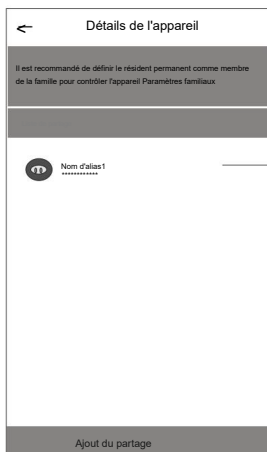 Détails de l'appareil
Il est recommandé de définir le résident permanent comme membre
de la famille pour contrôler l'appareil Paramètres familiaux
Nom d'alias1
************
Ajout du partage